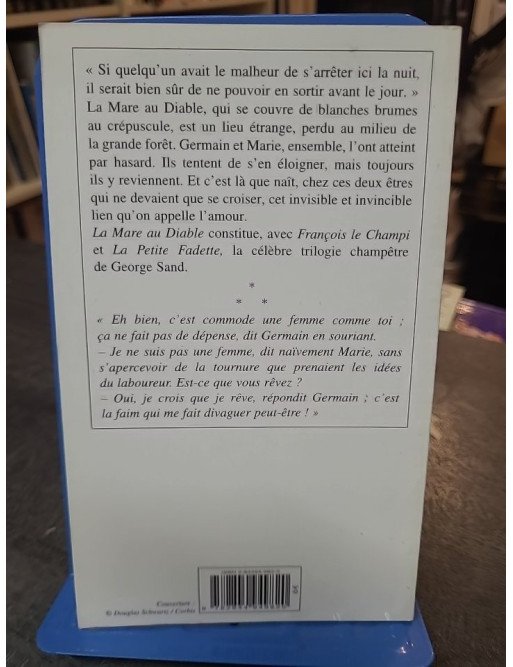 « Si quelqu'un avait le malheur de s'arrêter ici la nuit,
il serait bien sûr de ne pouvoir en sortir avant le jour. »
La Mare au Diable, qui se couvre de blanches brumes
au crépuscule, est un lieu étrange, perdu au milieu de
la grande forêt. Germain et Marie, ensemble, l'ont atteint
par hasard. Ils tentent de s'en éloigner, mais toujours
ils y reviennent. Et c'est là que naît, chez ces deux êtres
qui ne devaient que se croiser, cet invisible et invincible
lien qu'on appelle l'amour.
La Mare au Diable constitue, avec François le Champi
et La Petite Fadette, la célèbre trilogie champêtre
de George Sand.
*
* *
« Eh bien, c'est commode une femme comme toi ;
ça ne fait pas de dépense, dit Germain en souriant.
– Je ne suis pas une femme, dit naïvement Marie, sans
s'apercevoir de la tournure que prenaient les idées
du laboureur. Est-ce que vous rêvez ?
– Oui, je crois que je rêve, répondit Germain ; c'est
la faim qui me fait divaguer peut-être ! »
Couverture :
© Douglas Schwartz / Corbis